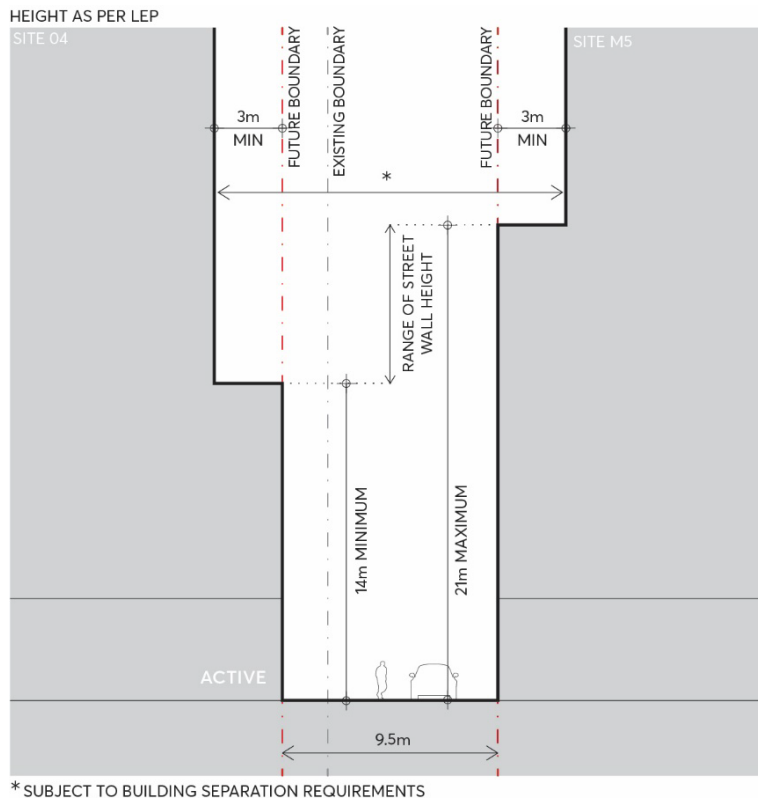 HEIGHT AS PER LEP
SITE 04
SITE M5
FUTURE BOUNDARY
EXISTING BOUNDARY
FUTURE BOUNDARY
3m
MIN
3m
MIN
*
RANGE OF STREET
WALL HEIGHT
14m MINIMUM
21m MAXIMUM
ACTIVE
9.5m
* SUBJECT TO BUILDING SEPARATION REQUIREMENTS